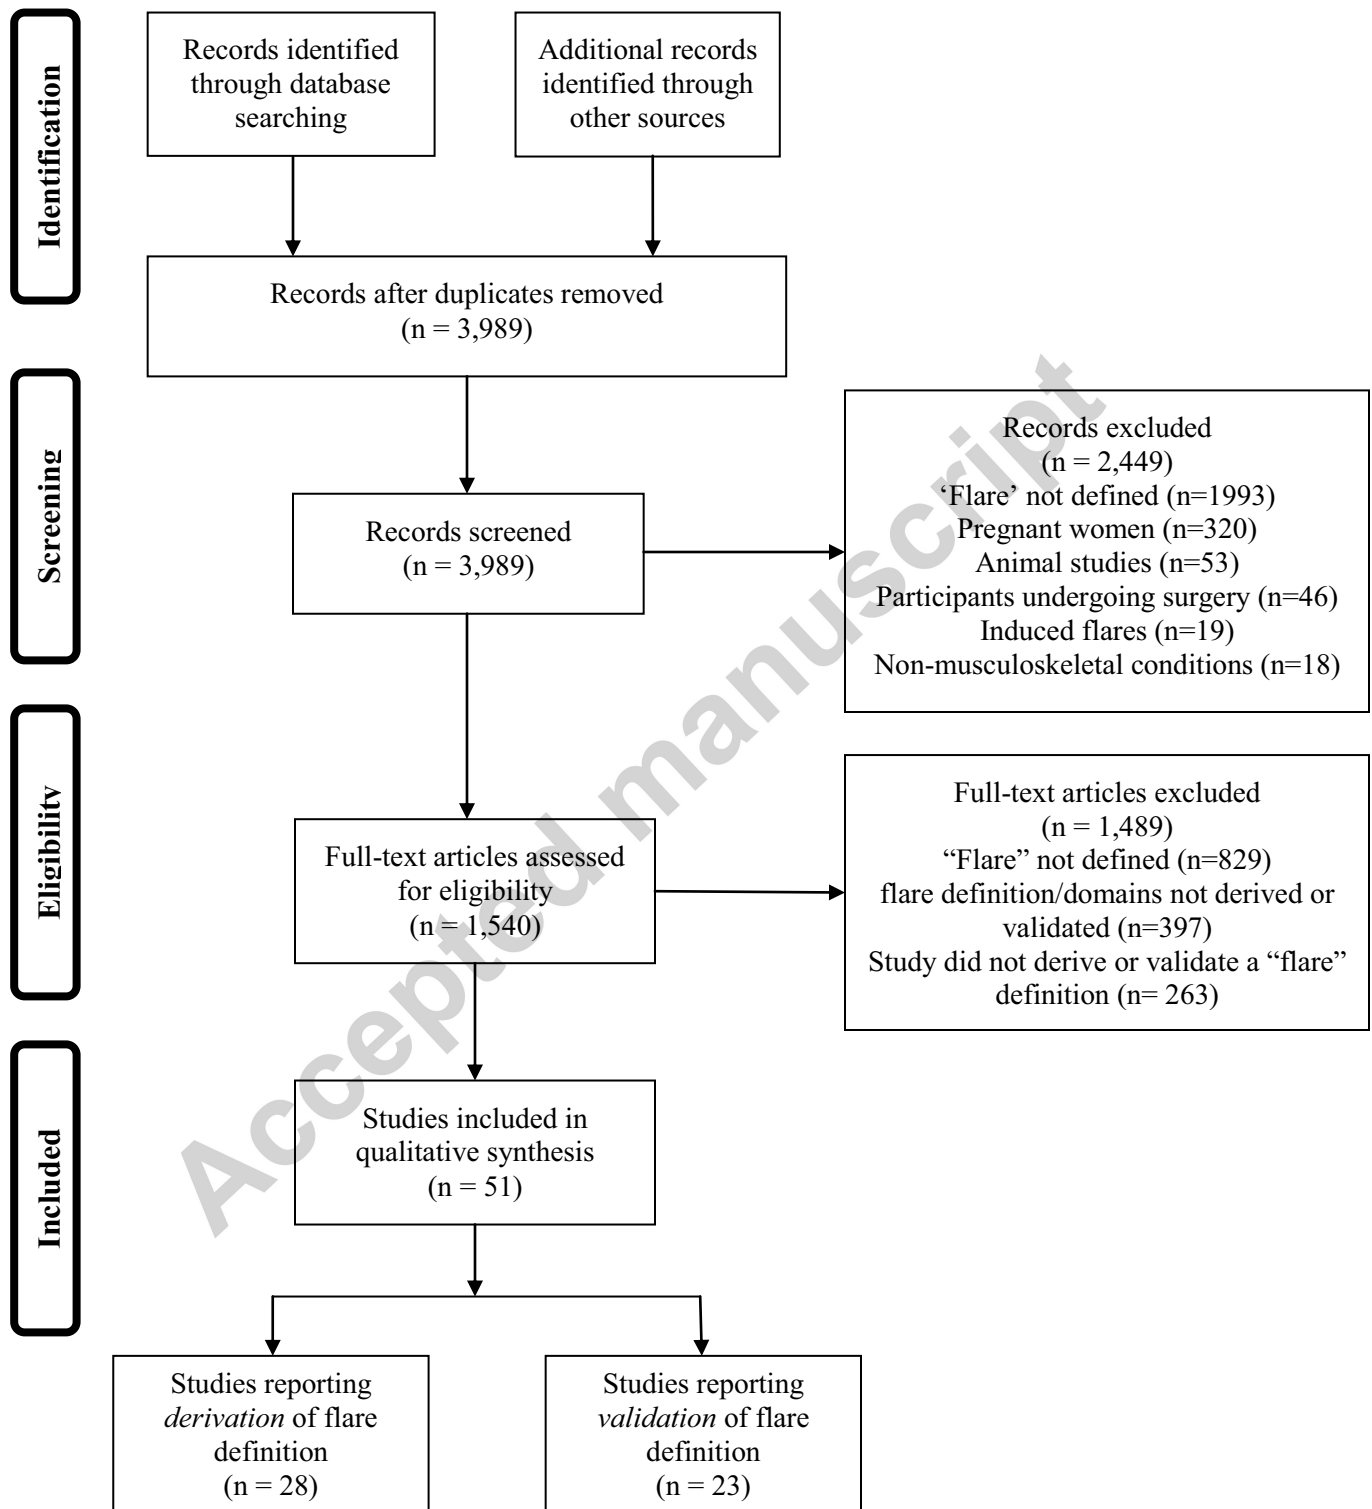 Identification
Records identified
through database
searching
Additional records
identified through
other sources
Records after duplicates removed
(n = 3,989)
Screening
Records screened
(n = 3,989)
Records excluded
(n = 2,449)
‘Flare’ not defined (n=1993)
Pregnant women (n=320)
Animal studies (n=53)
Participants undergoing surgery (n=46)
Induced flares (n=19)
Non-musculoskeletal conditions (n=18)
Eligibility
Full-text articles assessed
for eligibility
(n = 1,540)
Full-text articles excluded
(n = 1,489)
“Flare” not defined (n=829)
flare definition/domains not derived or
validated (n=397)
Study did not derive or validate a “flare”
definition (n= 263)
Included
Studies included in
qualitative synthesis
(n = 51)
Studies reporting
derivation of flare
definition
(n = 28)
Studies reporting
validation of flare
definition
(n = 23)
Accepted manuscript